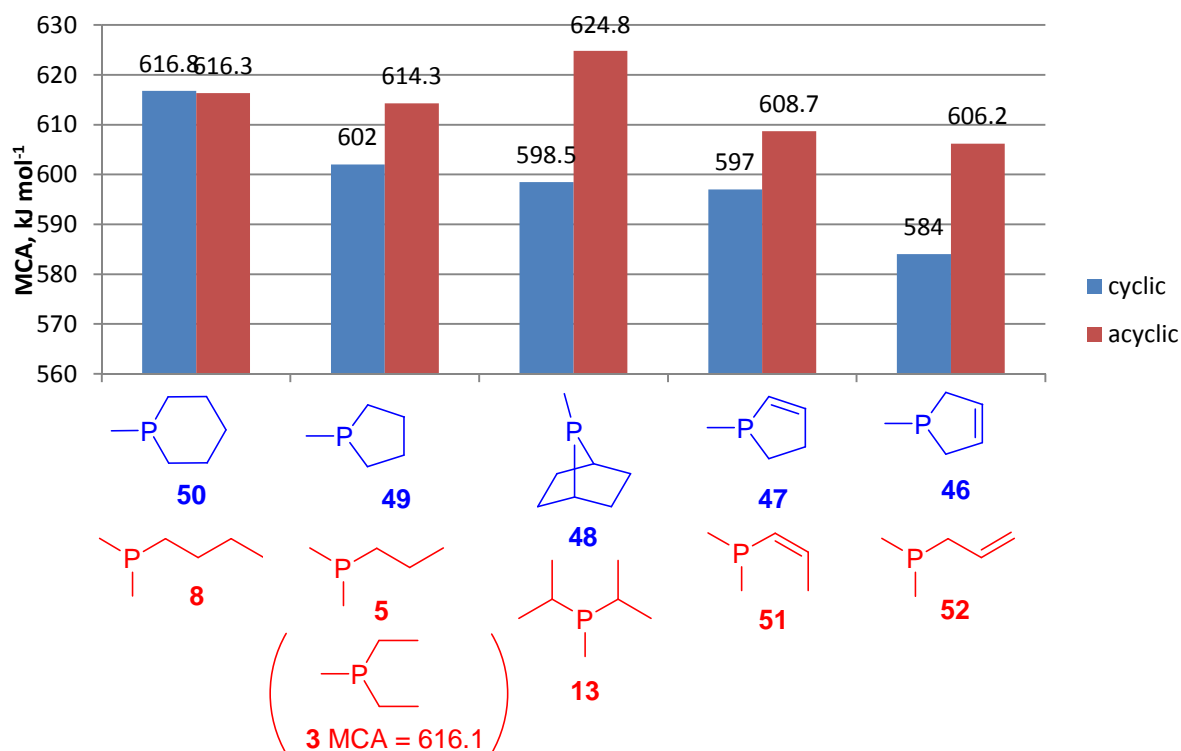 MCA, kJ mol⁻¹
630
620
610
600
590
580
570
560
616.8 616.3
602
614.3
598.5
624.8
597
608.7
584
606.2
cyclic
acyclic
P
50
P
49
P
48
P
47
P
46
P
8
P
5
P
13
P
51
P
52
P
3 MCA = 616.1